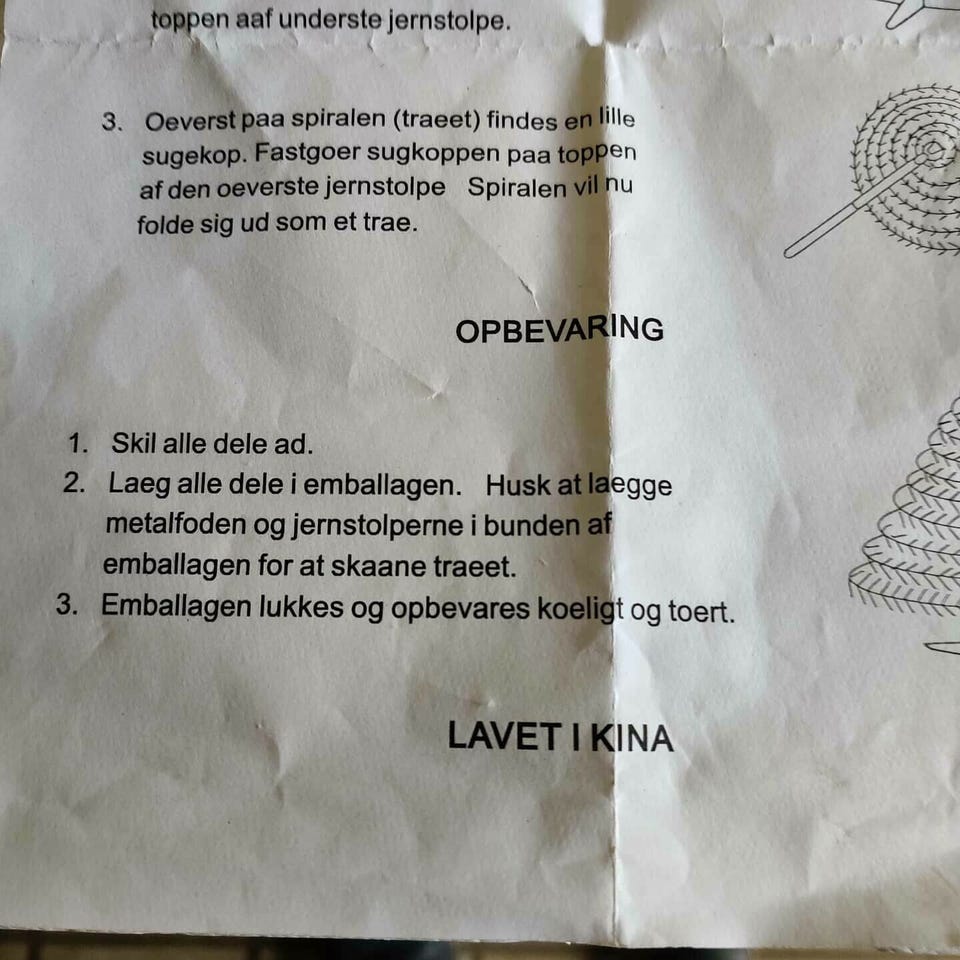 toppen aaf underste jernstolpe.
3. Oeverst paa spiralen (traeet) findes en lille
sugekop. Fastgoer sugkoppen paa toppen
af den oeverste jernstolpe Spiralen vil nu
folde sig ud som et trae.
OPBEVARING
1. Skil alle dele ad.
2. Laeg alle dele i emballagen. Husk at laegge
metalfoden og jernstolperne i bunden af
emballagen for at skaane traeet.
3. Emballagen lukkes og opbevares koeligt og toert.
LAVET I KINA